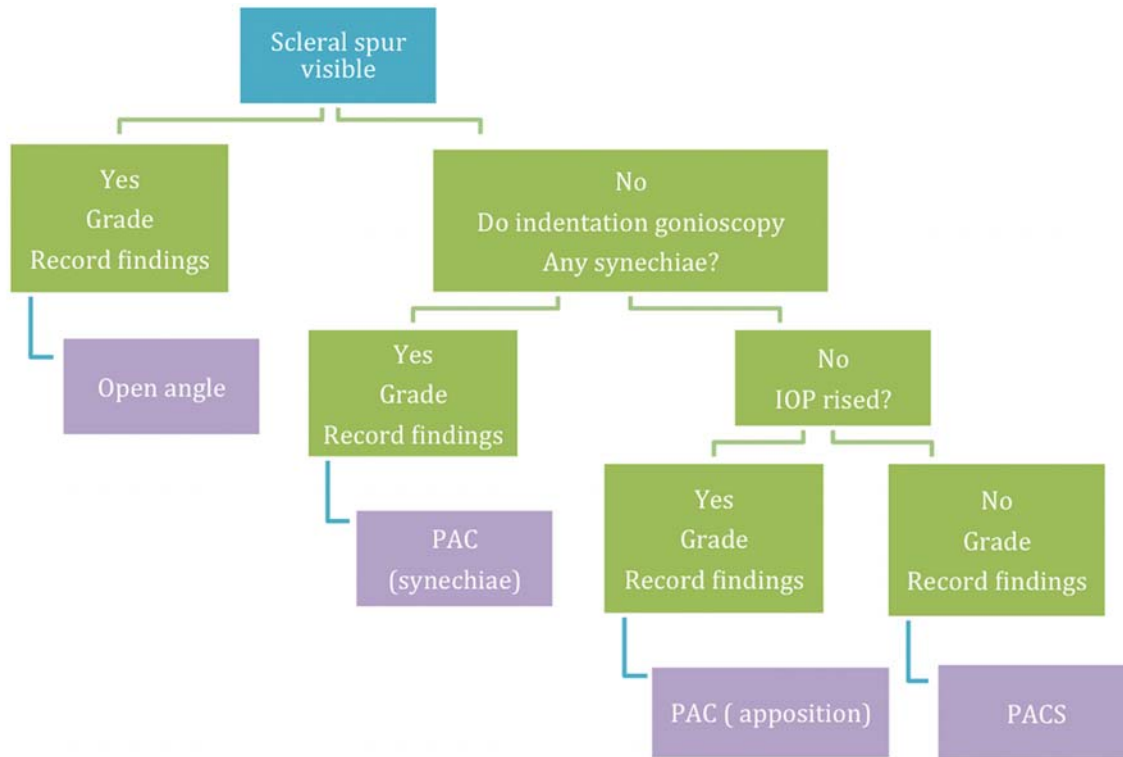 Scleral spur
visible
Yes
Grade
Record findings
No
Do indentation gonioscopy
Any synechiae?
Open angle
Yes
Grade
Record findings
No
IOP rised?
PAC
(synechiae)
Yes
Grade
Record findings
No
Grade
Record findings
PAC ( apposition)
PACS